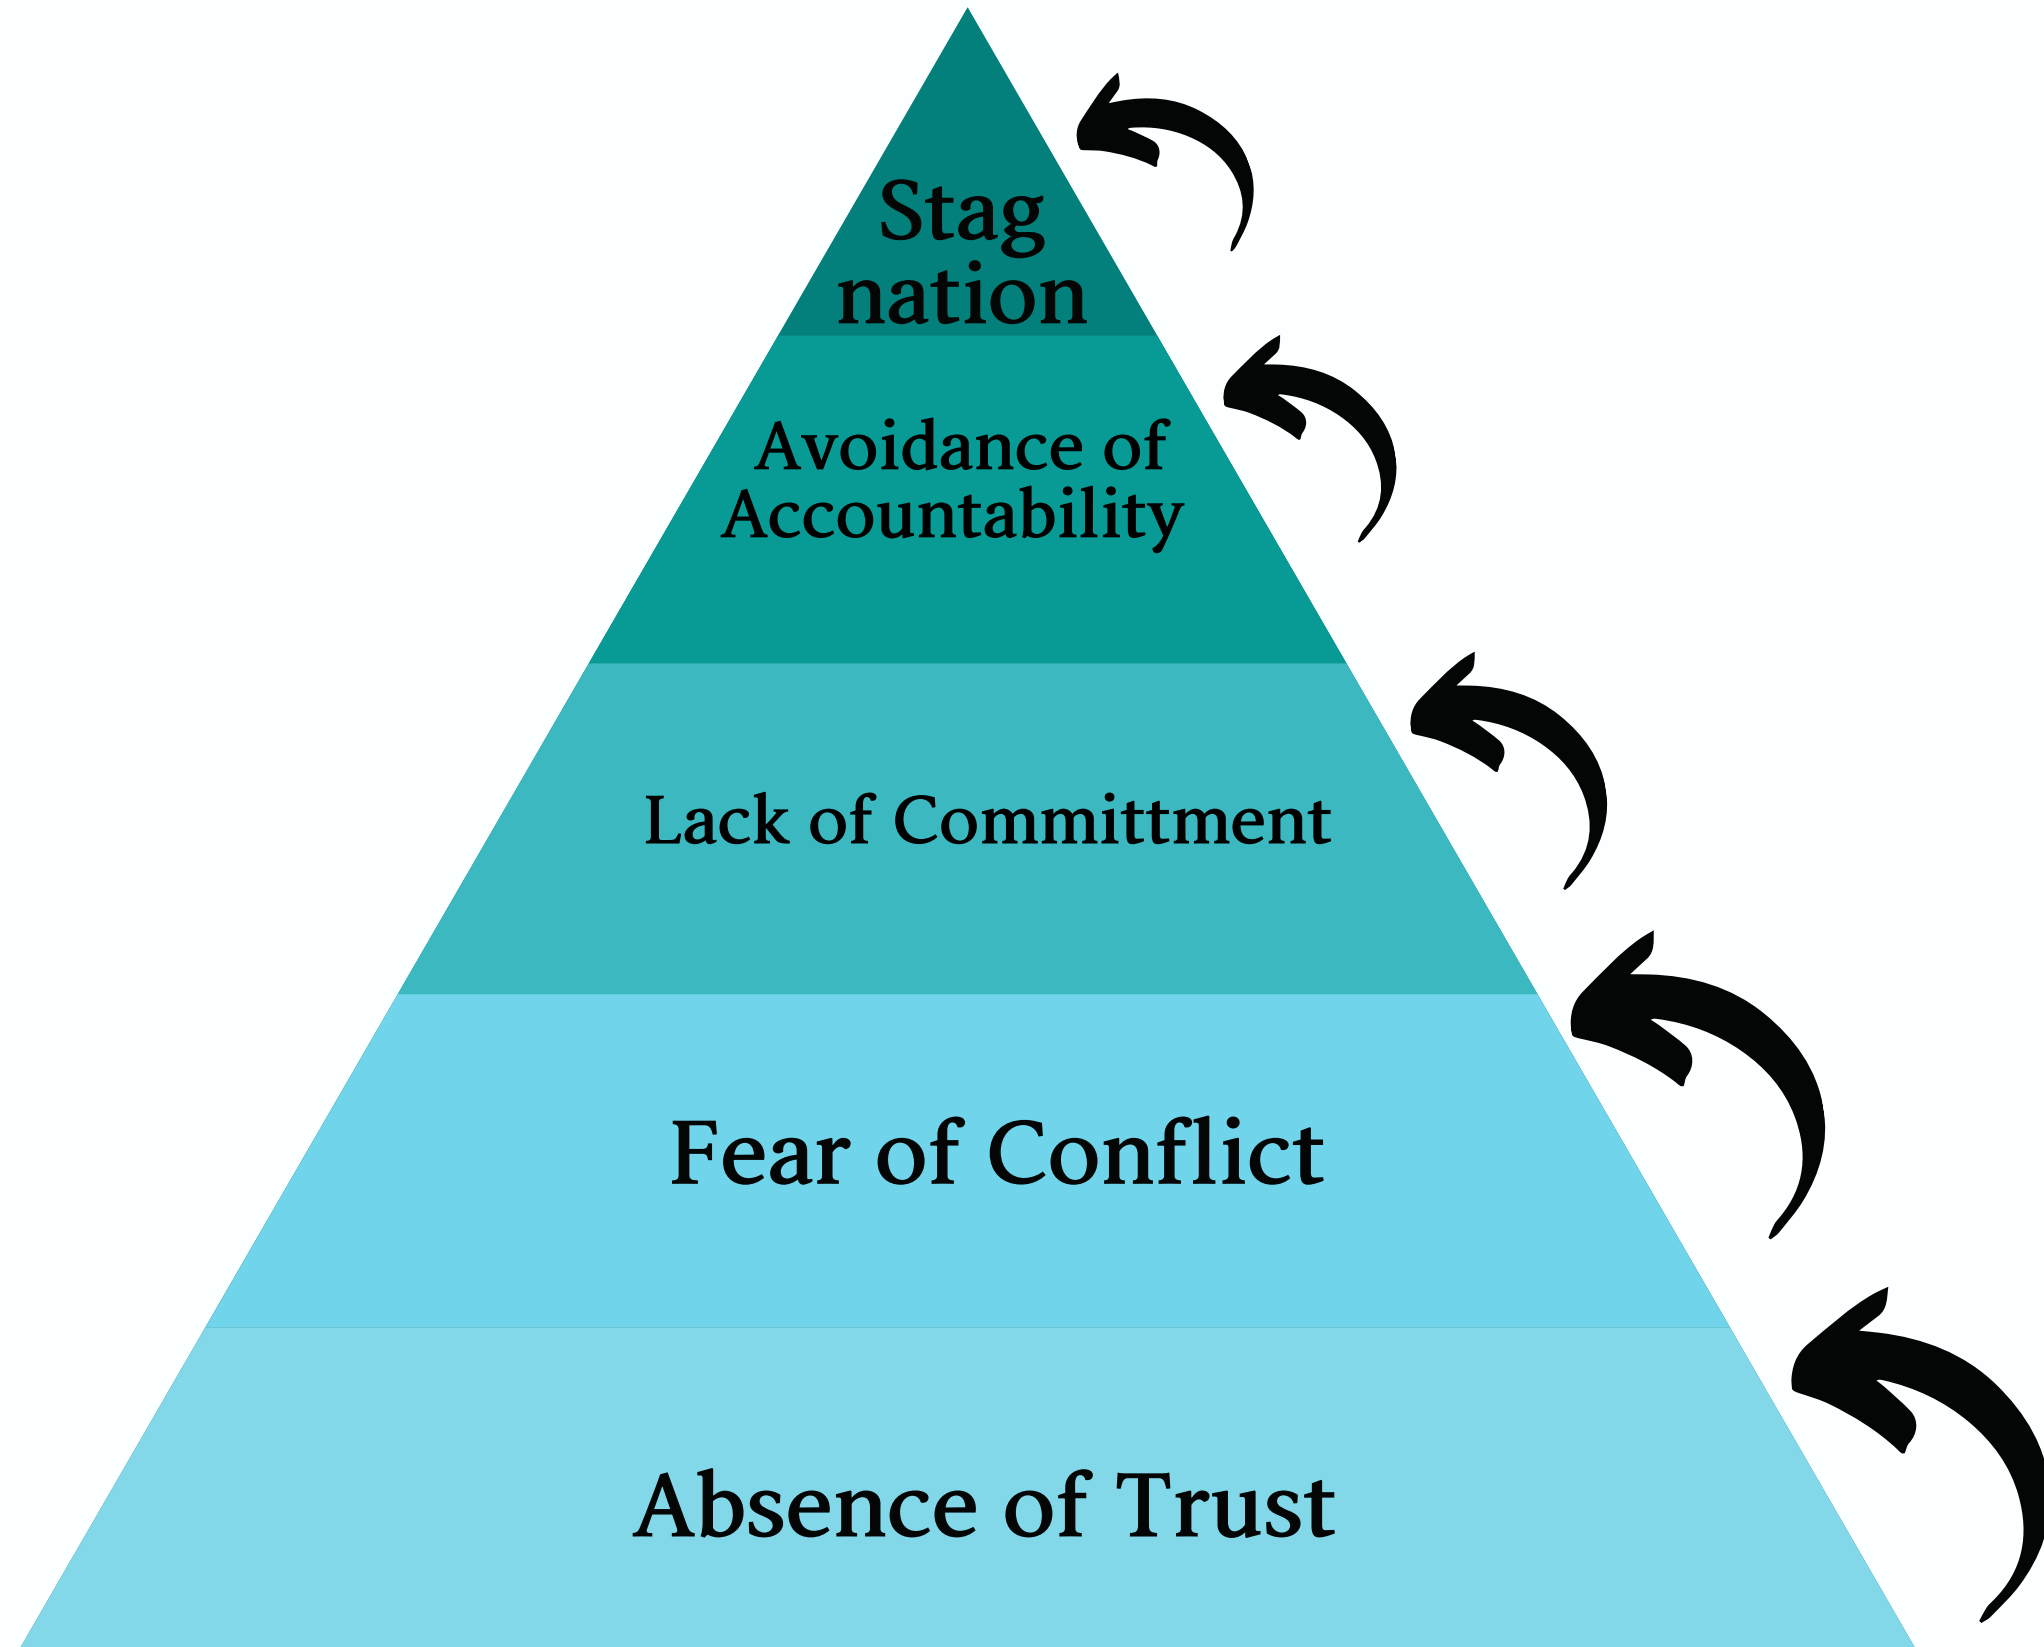 Stag
nation
Avoidance of
Accountability
Lack of Committment
Fear of Conflict
Absence of Trust